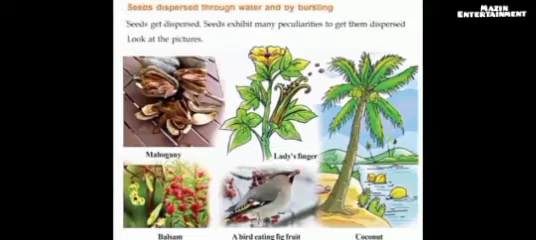 Seeds dispersed through water and by bursting
Seeds get dispersed. Seeds exhibit many peculiarities to get them dispersed
Look at the pictures.
MAZIN
ENTERTAINMENT
Mahogany
Lady's finger
Balsam
A bird eating fig fruit
Coconut